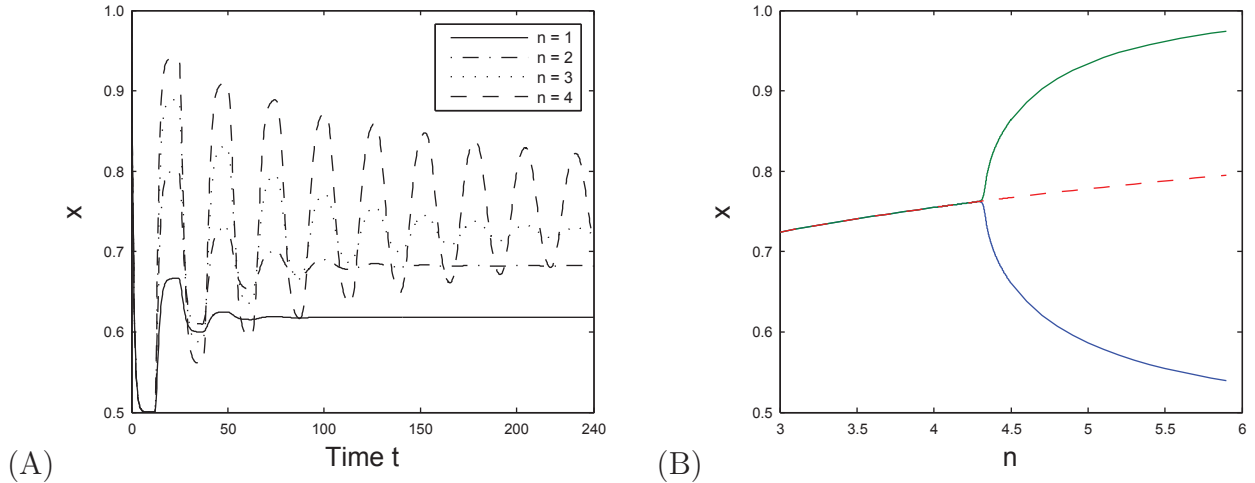 1.0
0.9
0.8
0.7
0.6
0.5
x
0 50 100 150 200 240
Time t
n = 1
n = 2
n = 3
n = 4
(A)
1.0
0.9
0.8
0.7
0.6
0.5
x
3 3.5 4 4.5 5 5.5 6
n
(B)